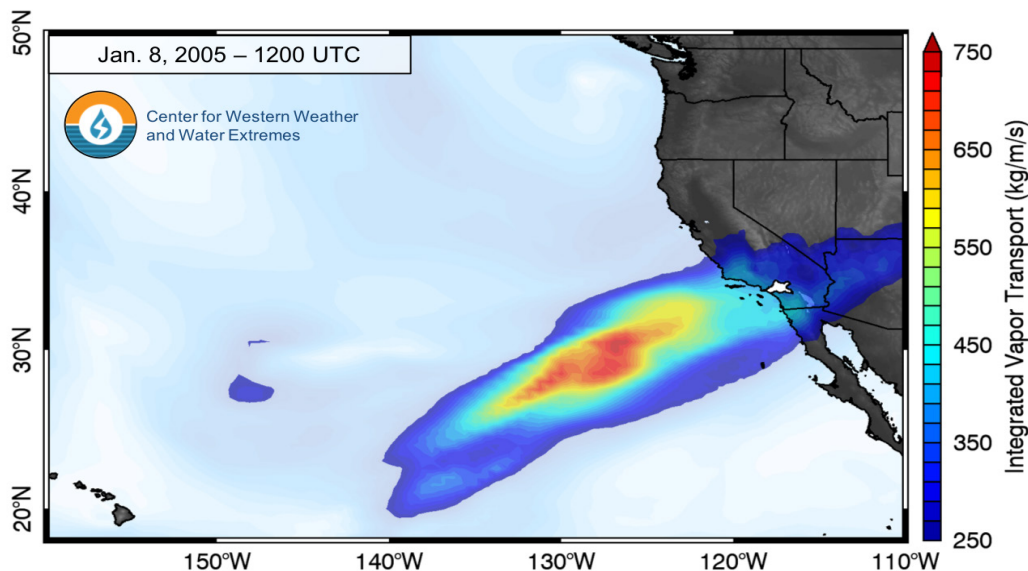 Jan. 8, 2005 – 1200 UTC
Center for Western Weather
and Water Extremes
50°N
40°N
30°N
20°N
150°W
140°W
130°W
120°W
110°W
750
650
550
450
350
250
Integrated Vapor Transport (kg/m/s)